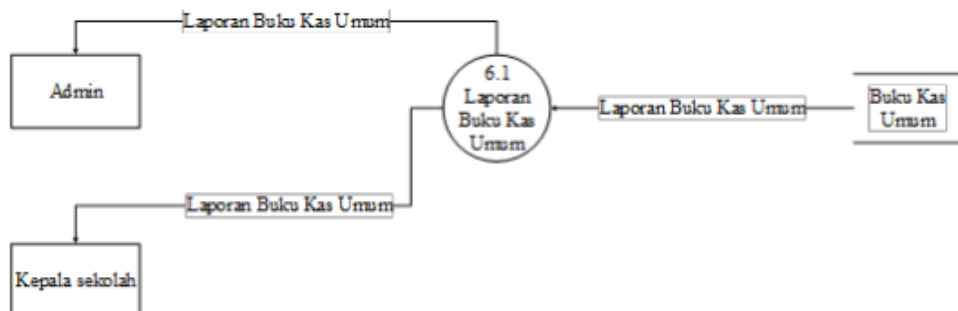 Laporan Buku Kas Umum
Admin
6.1
Laporan
Buku Kas
Umum
Laporan Buku Kas Umum
Buku Kas
Umum
Laporan Buku Kas Umum
Kepala sekolah